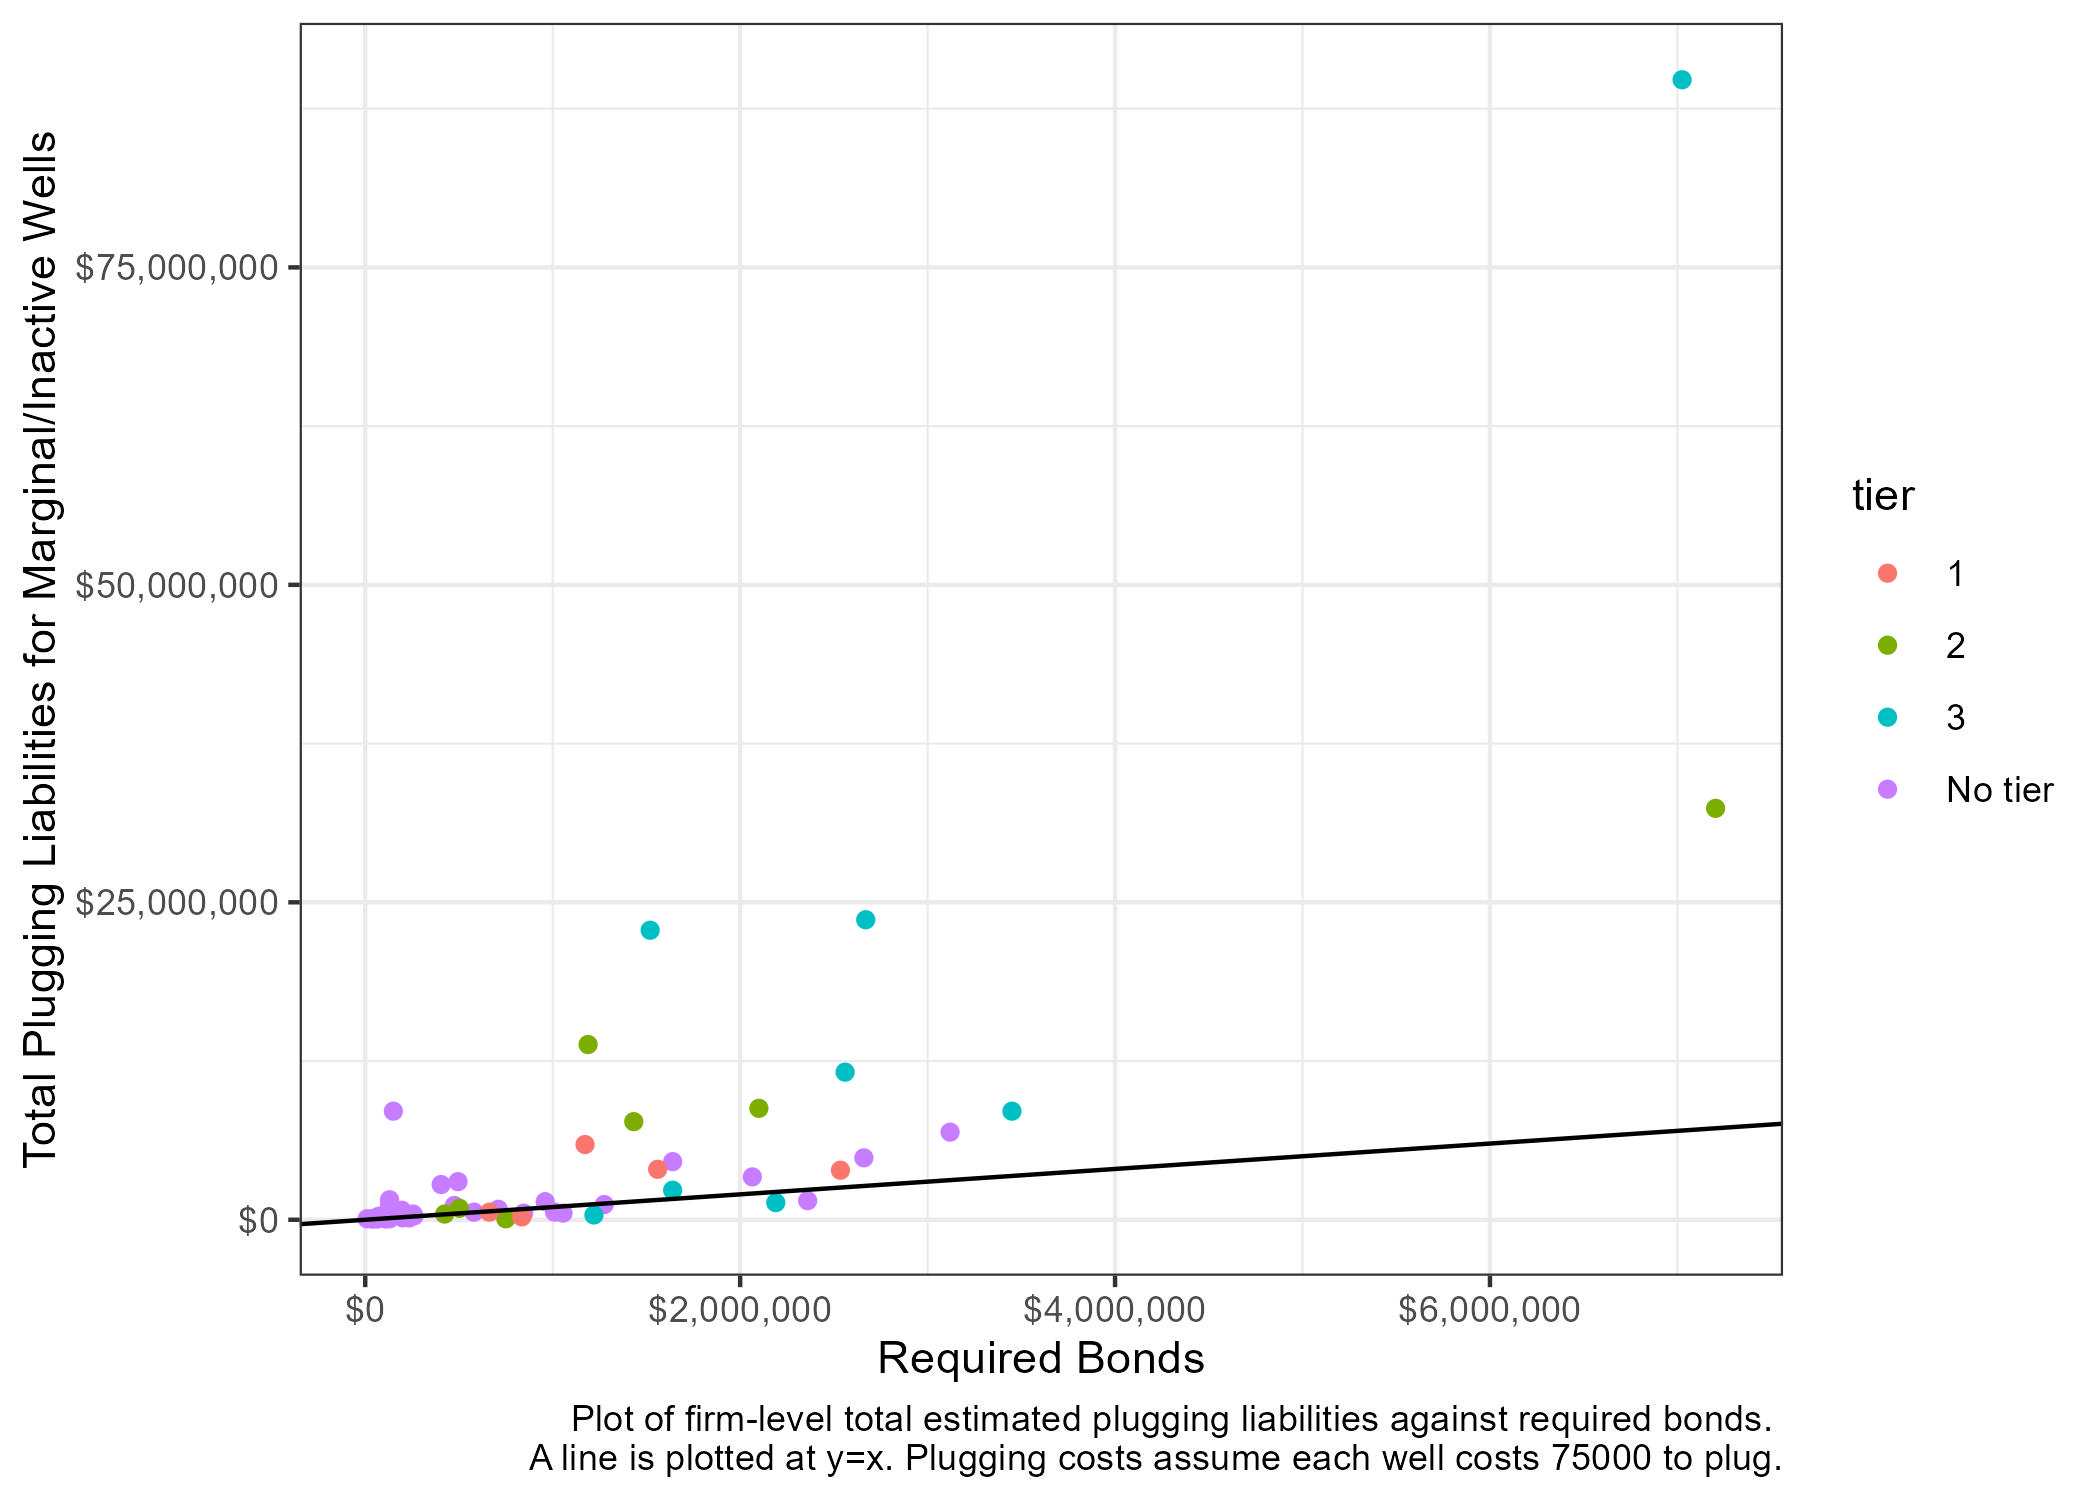 Total Plugging Liabilities for Marginal/Inactive Wells
$75,000,000
$50,000,000
$25,000,000
$0
$0
$2,000,000
$4,000,000
$6,000,000
Required Bonds
tier
1
2
3
No tier
Plot of firm-level total estimated plugging liabilities against required bonds.
A line is plotted at y=x. Plugging costs assume each well costs 75000 to plug.